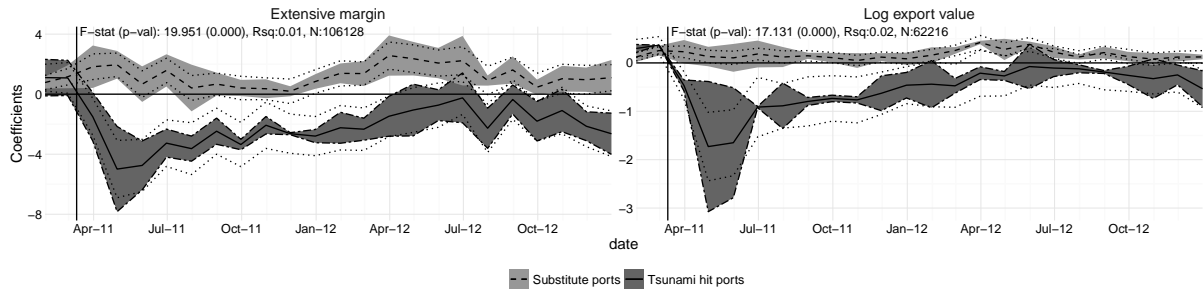 Extensive margin
F-stat (p-val): 19.951 (0.000), Rsq:0.01, N:106128
4
0
−4
−8
Coefficients
Apr−11 Jul−11 Oct−11 Jan−12 Apr−12 Jul−12 Oct−12
Log export value
F-stat (p-val): 17.131 (0.000), Rsq:0.02, N:62216
0
−1
−2
−3
Apr−11 Jul−11 Oct−11 Jan−12 Apr−12 Jul−12 Oct−12
date
Substitute ports Tsunami hit ports